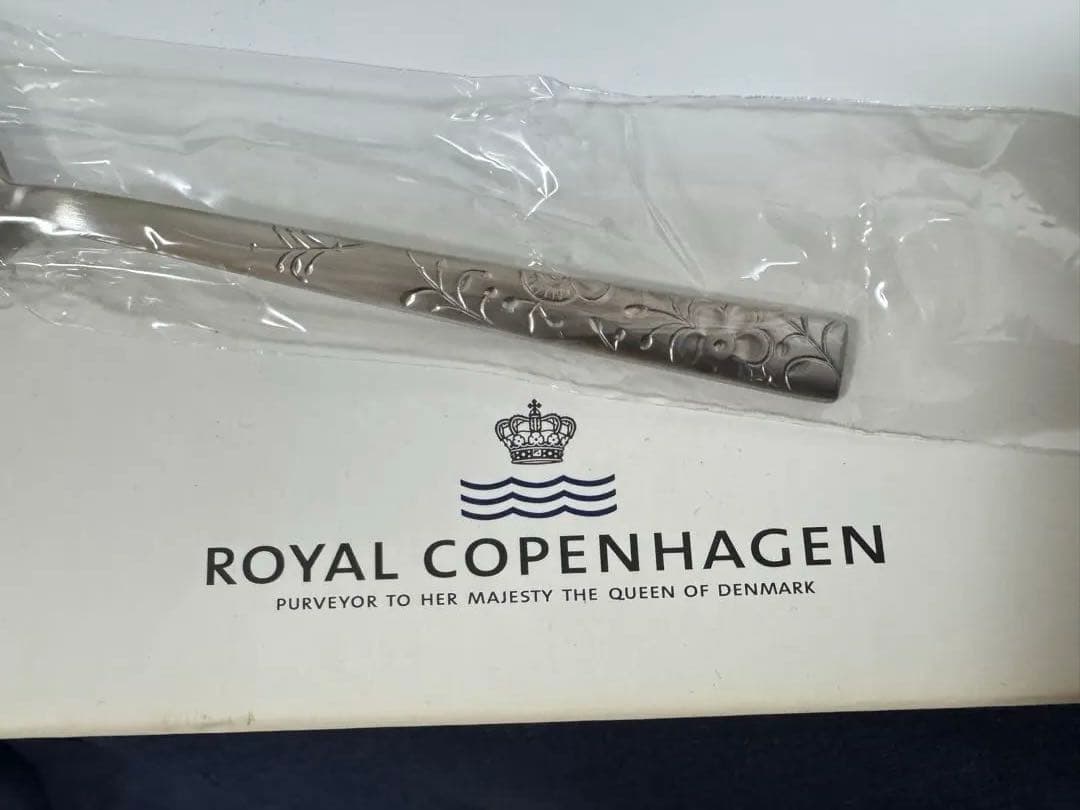 ROYAL COPENHAGEN
PURVEYOR TO HER MAJESTY THE QUEEN OF DENMARK